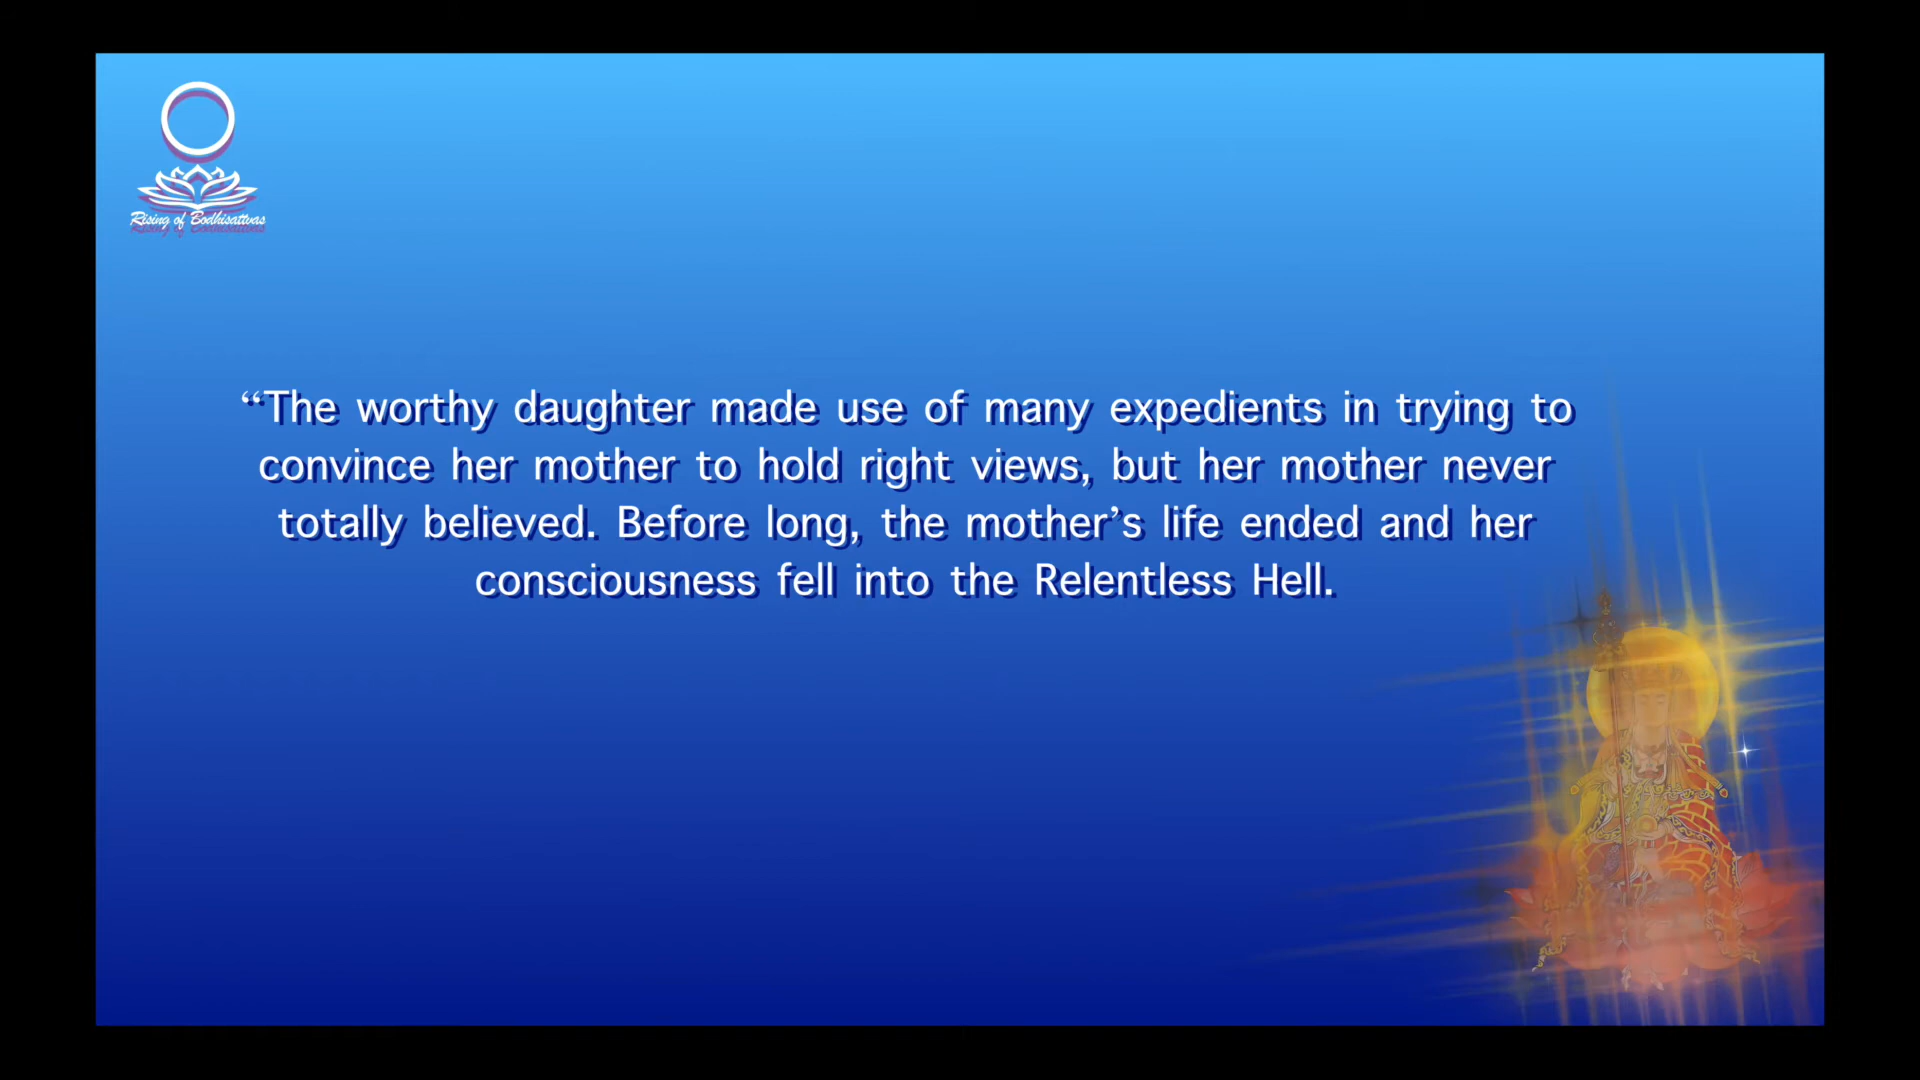 Rising of Bodhisattvas
“The worthy daughter made use of many expedients in trying to
convince her mother to hold right views, but her mother never
totally believed. Before long, the mother’s life ended and her
consciousness fell into the Relentless Hell.